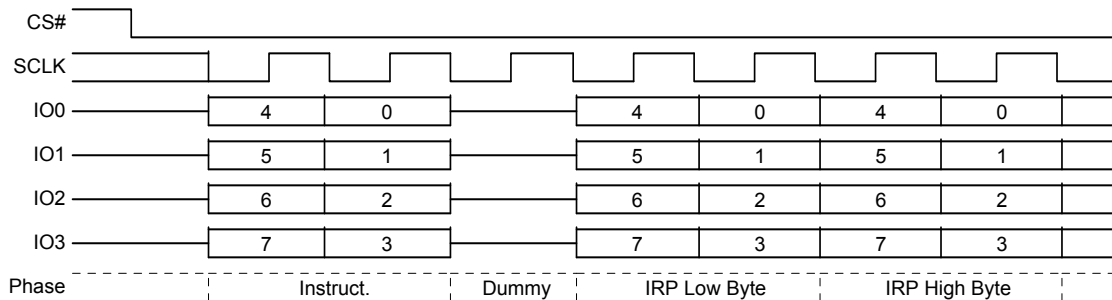 CS#
SCLK
IO0 4 0 4 0 4 0
IO1 5 1 5 1 5 1
IO2 6 2 6 2 6 2
IO3 7 3 7 3 7 3
Phase Instruct. Dummy IRP Low Byte IRP High Byte